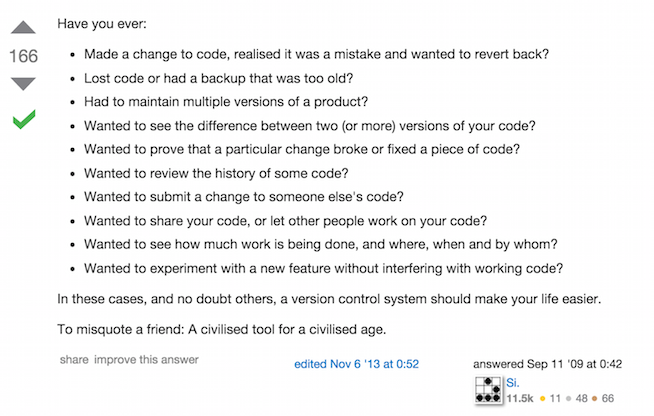 Have you ever:
166
• Made a change to code, realised it was a mistake and wanted to revert back?
• Lost code or had a backup that was too old?
• Had to maintain multiple versions of a product?
• Wanted to see the difference between two (or more) versions of your code?
• Wanted to prove that a particular change broke or fixed a piece of code?
• Wanted to review the history of some code?
• Wanted to submit a change to someone else's code?
• Wanted to share your code, or let other people work on your code?
• Wanted to see how much work is being done, and where, when and by whom?
• Wanted to experiment with a new feature without interfering with working code?
In these cases, and no doubt others, a version control system should make your life easier.
To misquote a friend: A civilised tool for a civilised age.
share improve this answer
edited Nov 6 '13 at 0:52
answered Sep 11 '09 at 0:42
Si.
11.5k ● 11 ● 48 ● 66